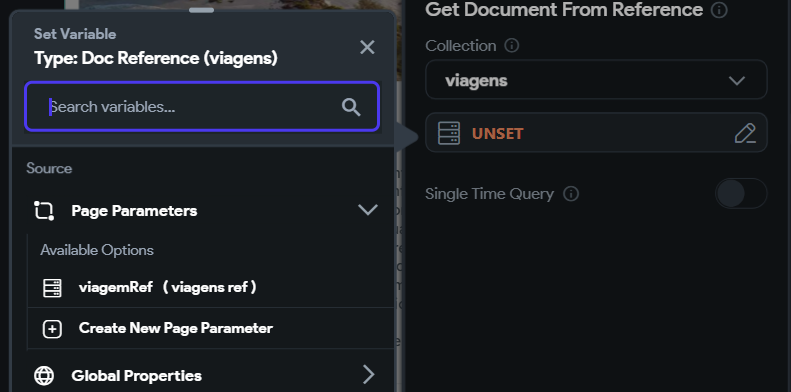 Set Variable
Type: Doc Reference (viagens)
Search variables...
Source
Page Parameters
Available Options
viagemRef ( viagens ref )
Create New Page Parameter
Global Properties
Get Document From Reference
Collection
viagens
UNSET
Single Time Query